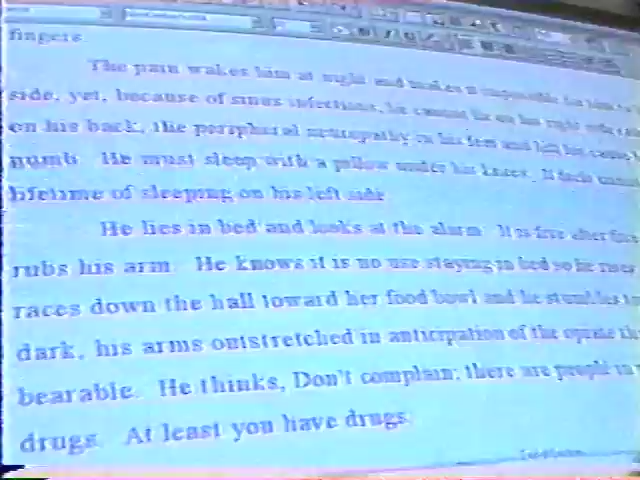 fingers
The pain wakes him at night and makes it impossible for him to
side, yet, because of sinus infections, he cannot lie on his right side
on his back, the peripheral neuropathy in his feet and
numb. He must sleep with a pillow under his knees. It feels
lifetime of sleeping on his left side
He lies in bed and looks at the alarm. It is five after four
rubs his arm. He knows it is no use staying in bed so he
races down the hall toward her food bowl and he stumbles
dark, his arms outstretched in anticipation of the opiate
bearable. He thinks, Don't complain; there are people in
drugs. At least you have drugs.